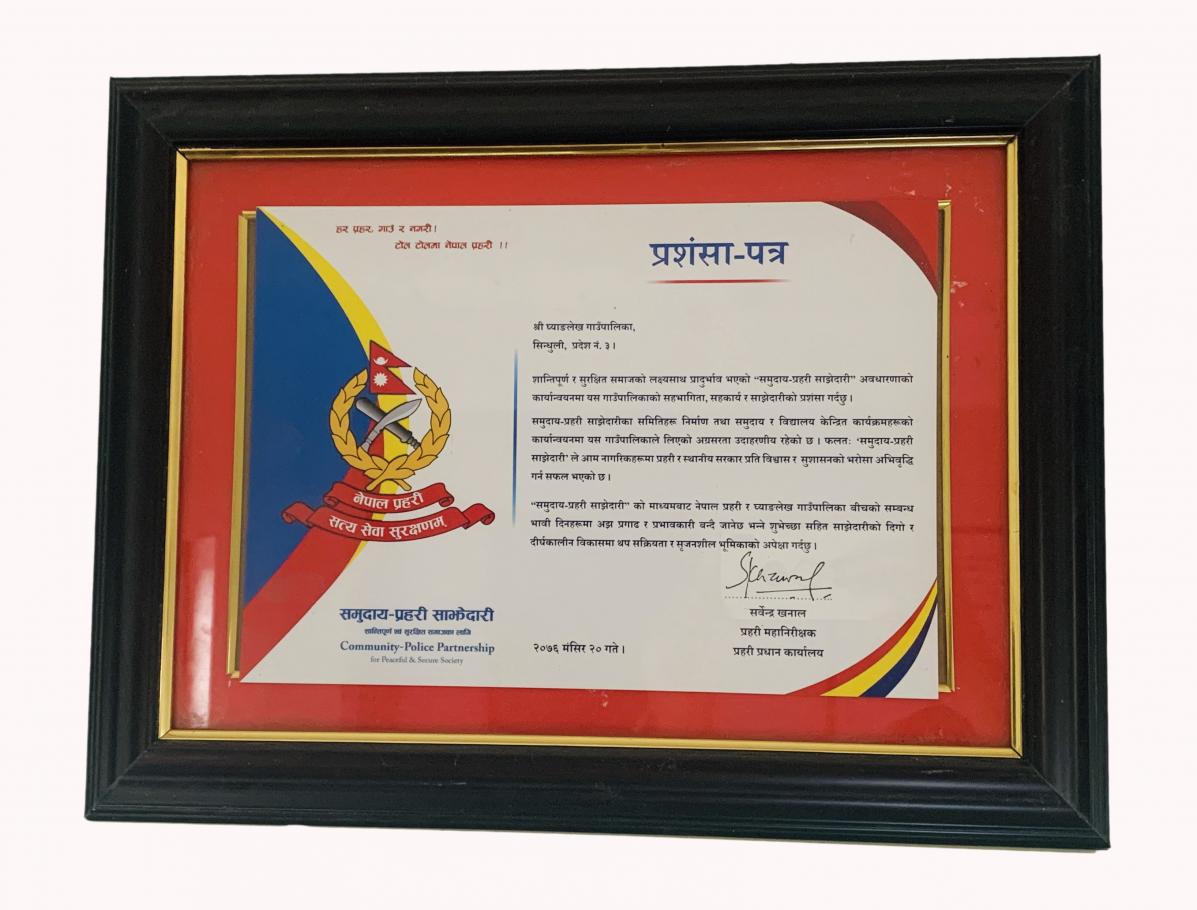 हर प्रहर, गाउँ र नगरी।
टोल टोलमा नेपाल प्रहरी ।।
प्रशंसा-पत्र
श्री घ्याङलेख गाउँपालिका,
सिन्धुली, प्रदेश नं. ३।
शान्तिपूर्ण र सुरक्षित समाजको लक्ष्यसाथ प्रादुर्भाव भएको “समुदाय-प्रहरी साझेदारी” अवधारणाको
कार्यान्वयनमा यस गाउँपालिकाको सहभागिता, सहकार्य र साझेदारीको प्रशंसा गर्दछु।
समुदाय-प्रहरी साझेदारीका समितिहरू निर्माण तथा समुदाय र विद्यालय केन्द्रित कार्यक्रमहरूको
कार्यान्वयनमा यस गाउँपालिकाले लिएको अग्रसरता उदाहरणीय रहेको छ । फलतः ‘समुदाय-प्रहरी
साझेदारी’ ले आम नागरिकहरूमा प्रहरी र स्थानीय सरकार प्रति विश्वास र सुशासनको भरोसा अभिवृद्धि
गर्न सफल भएको छ।
“समुदाय-प्रहरी साझेदारी” को माध्यमबाट नेपाल प्रहरी र घ्याङलेख गाउँपालिका बीचको सम्बन्ध
भावी दिनहरूमा अझ प्रगाढ र प्रभावकारी बन्दै जानेछ भन्ने शुभेच्छा सहित साझेदारीको दिगो र
दीर्घकालीन विकासमा थप सक्रियता र सृजनशील भूमिकाको अपेक्षा गर्दछु।
नेपाल प्रहरी
सत्य सेवा सुरक्षणम्
समुदाय-प्रहरी साझेदारी
शान्तिपूर्ण एवं सुरक्षित समाजका लागि
Community-Police Partnership
for Peaceful & Secure Society
२०७६ मंसिर २० गते।
सर्वेन्द्र खनाल
प्रहरी महानिरीक्षक
प्रहरी प्रधान कार्यालय